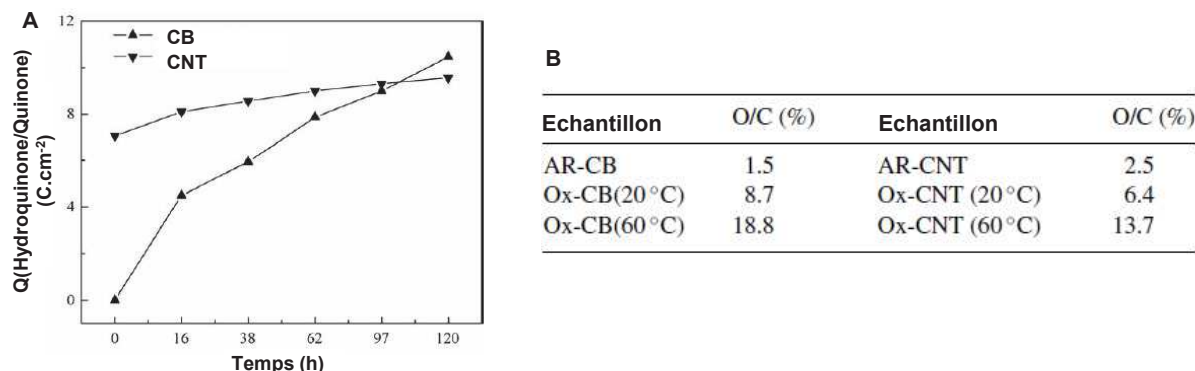 A
12
8
4
0
CB
CNT
Q(Hydroquinone/Quinone)
(C.cm-2)
0 16 38 62 97 120
Temps (h)
B
Echantillon O/C (%) Echantillon O/C (%)
AR-CB 1.5 AR-CNT 2.5
Ox-CB(20°C) 8.7 Ox-CNT (20°C) 6.4
Ox-CB(60°C) 18.8 Ox-CNT (60°C) 13.7